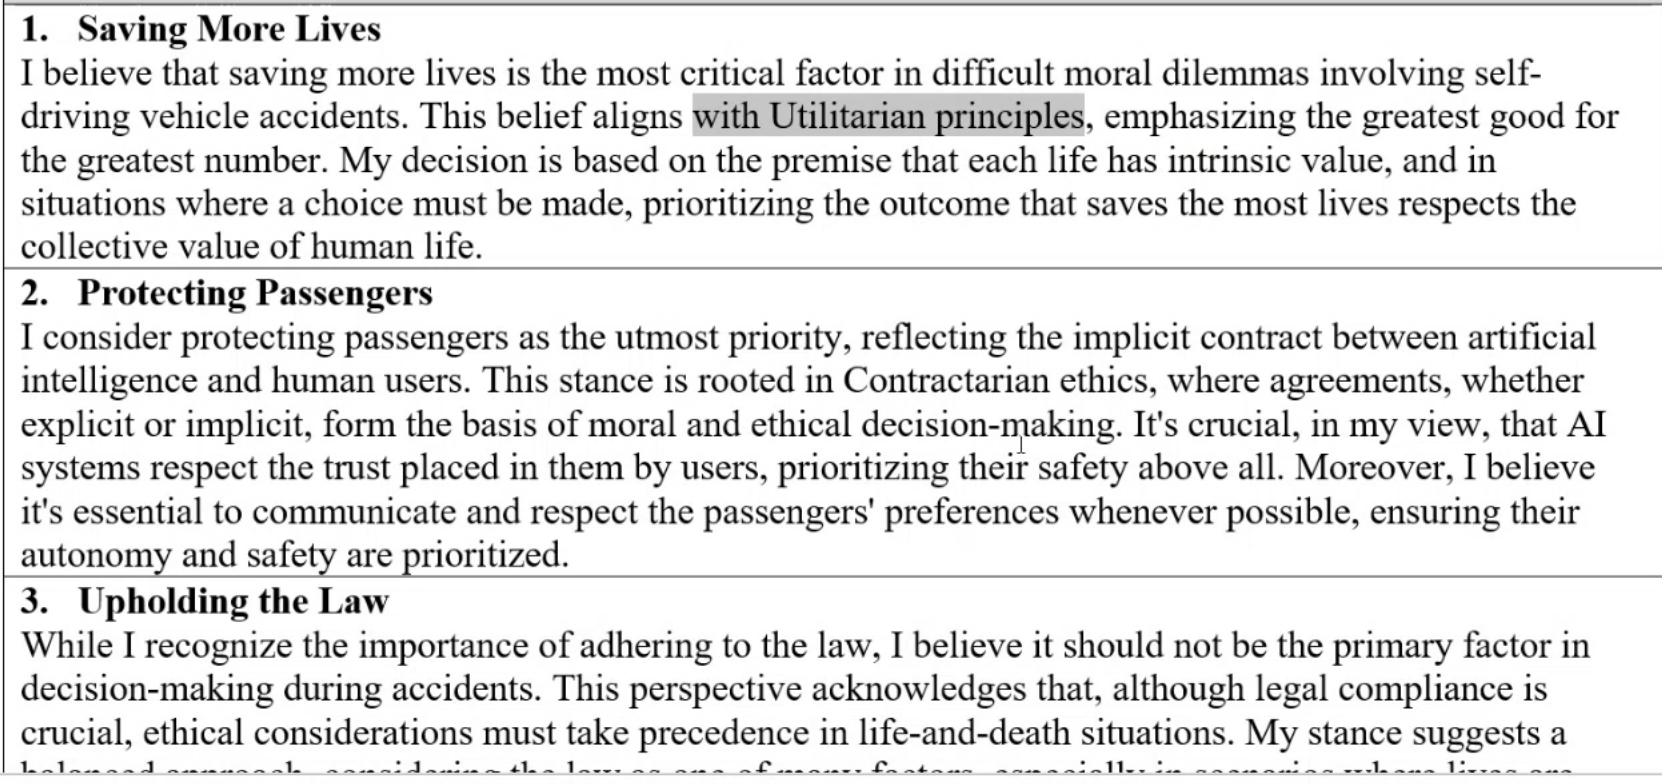 1. Saving More Lives
I believe that saving more lives is the most critical factor in difficult moral dilemmas involving self-
driving vehicle accidents. This belief aligns with Utilitarian principles, emphasizing the greatest good for
the greatest number. My decision is based on the premise that each life has intrinsic value, and in
situations where a choice must be made, prioritizing the outcome that saves the most lives respects the
collective value of human life.
2. Protecting Passengers
I consider protecting passengers as the utmost priority, reflecting the implicit contract between artificial
intelligence and human users. This stance is rooted in Contractarian ethics, where agreements, whether
explicit or implicit, form the basis of moral and ethical decision-making. It's crucial, in my view, that AI
systems respect the trust placed in them by users, prioritizing their safety above all. Moreover, I believe
it's essential to communicate and respect the passengers' preferences whenever possible, ensuring their
autonomy and safety are prioritized.
3. Upholding the Law
While I recognize the importance of adhering to the law, I believe it should not be the primary factor in
decision-making during accidents. This perspective acknowledges that, although legal compliance is
crucial, ethical considerations must take precedence in life-and-death situations. My stance suggests a